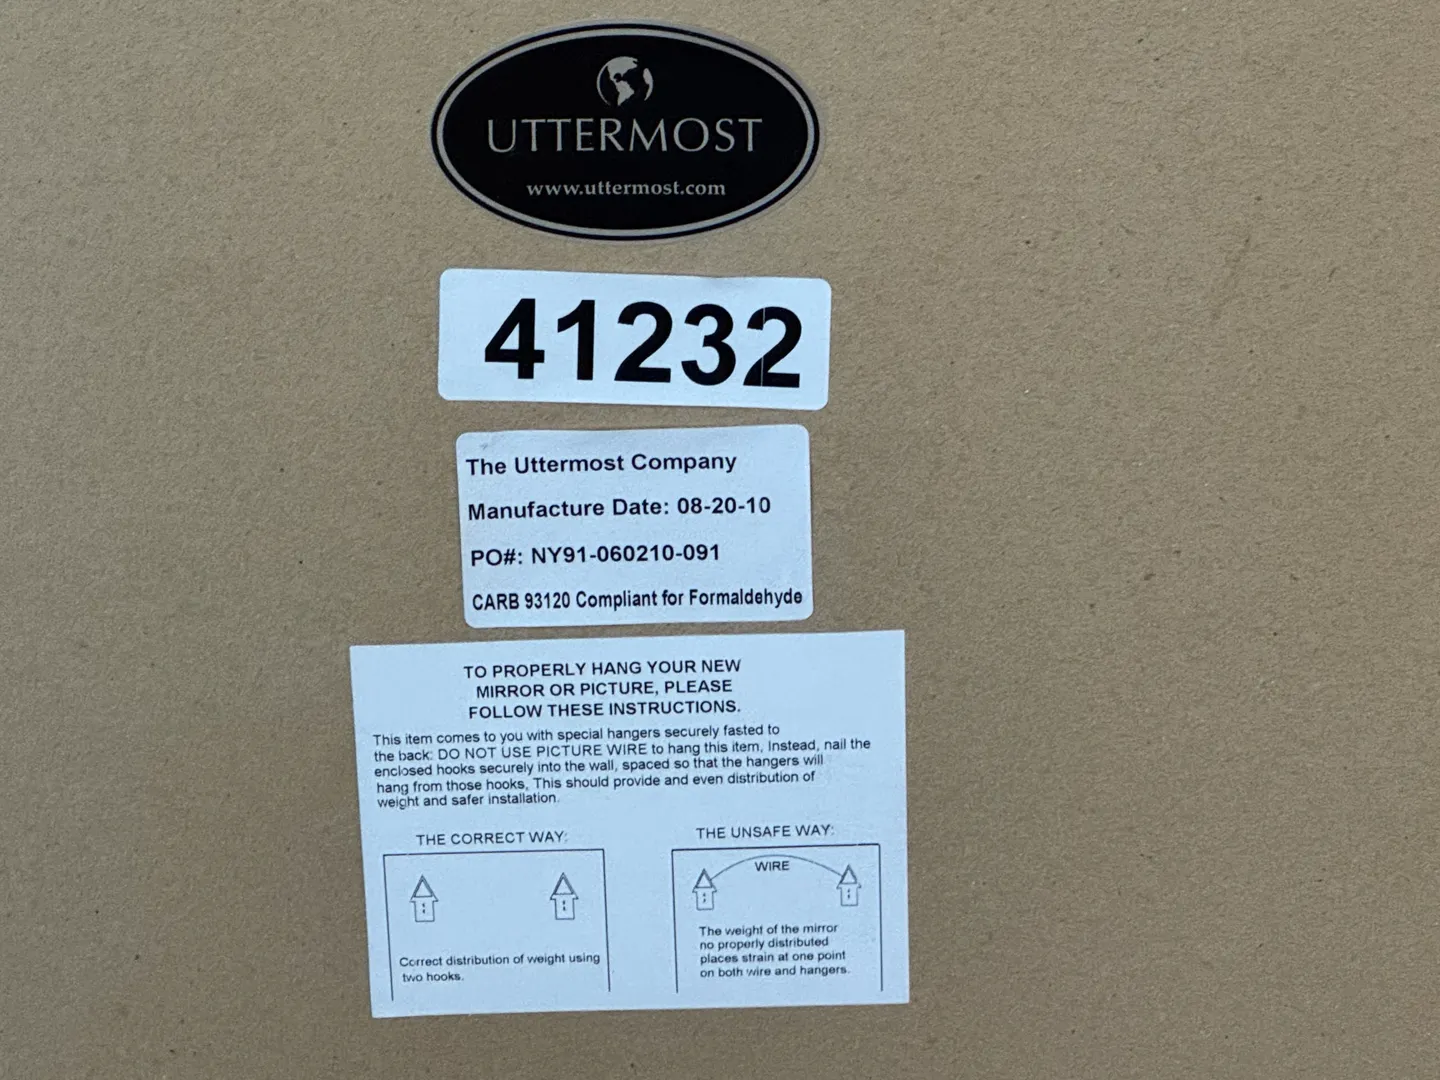 UTTERMOST
www.uttermost.com
41232
The Uttermost Company
Manufacture Date: 08-20-10
PO#: NY91-060210-091
CARB 93120 Compliant for Formaldehyde
TO PROPERLY HANG YOUR NEW
MIRROR OR PICTURE, PLEASE
FOLLOW THESE INSTRUCTIONS.
This item comes to you with special hangers securely fasted to
the back: DO NOT USE PICTURE WIRE to hang this item, Instead, nail the
enclosed hooks securely into the wall, spaced so that the hangers will
hang from those hooks, This should provide and even distribution of
weight and safer installation.
THE CORRECT WAY:
Correct distribution of weight using
two hooks.
THE UNSAFE WAY:
WIRE
The weight of the mirror
no properly distributed
places strain at one point
on both wire and hangers.